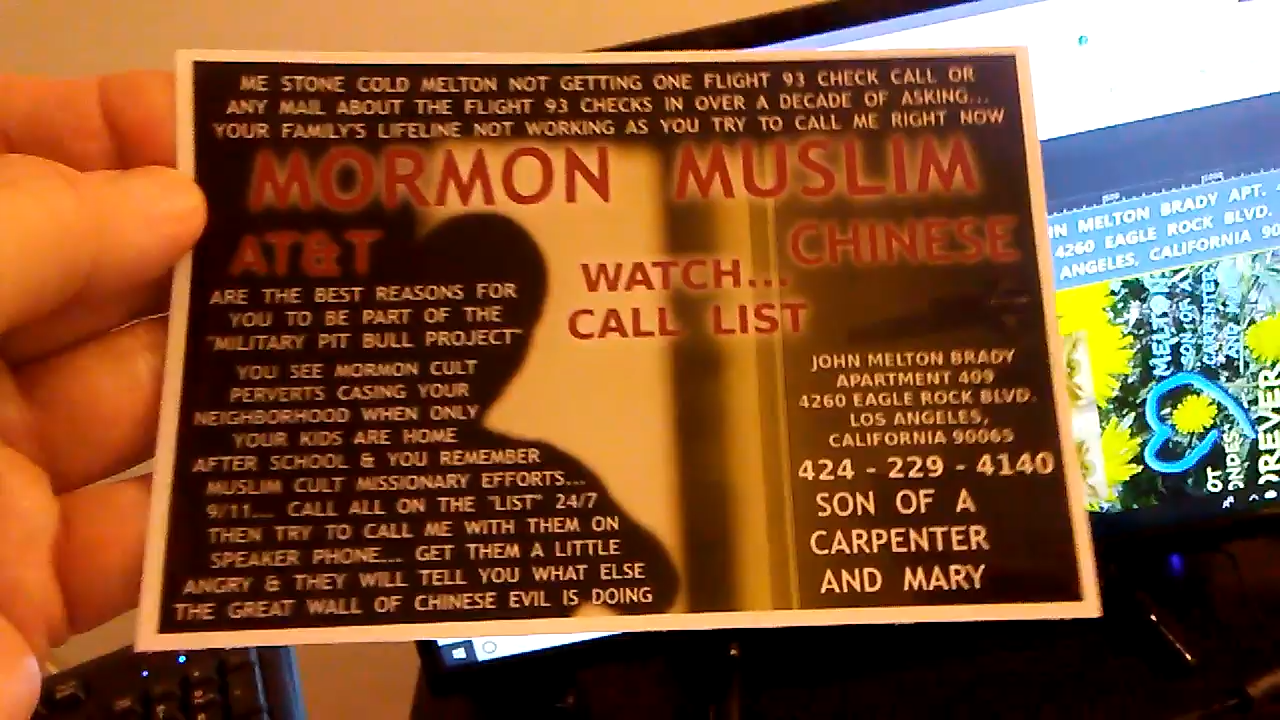 ME STONE COLD MELTON NOT GETTING ONE FLIGHT 93 CHECK CALL OR
ANY MAIL ABOUT THE FLIGHT 93 CHECKS IN OVER A DECADE OF ASKING...
YOUR FAMILY'S LIFELINE NOT WORKING AS YOU TRY TO CALL ME RIGHT NOW
MORMON MUSLIM
AT&T
CHINESE
WATCH...
CALL LIST
ARE THE BEST REASONS FOR
YOU TO BE PART OF THE
"MILITARY PIT BULL PROJECT"
YOU SEE MORMON CULT
PERVERTS CASING YOUR
NEIGHBORHOOD WHEN ONLY
YOUR KIDS ARE HOME
AFTER SCHOOL & YOU REMEMBER
MUSLIM CULT MISSIONARY EFFORTS...
9/11.... CALL ALL ON THE "LIST" 24/7
THEN TRY TO CALL ME WITH THEM ON
SPEAKER PHONE... GET THEM A LITTLE
ANGRY & THEY WILL TELL YOU WHAT ELSE
THE GREAT WALL OF CHINESE EVIL IS DOING
JOHN MELTON BRADY
APARTMENT 409
4260 EAGLE ROCK BLVD.
LOS ANGELES,
CALIFORNIA 90065
424 - 229 - 4140
SON OF A
CARPENTER
AND MARY
MELTON BRADY APT.
4260 EAGLE ROCK BLVD.
ANGELES, CALIFORNIA 90
SON OF A
CARPENTER
AND